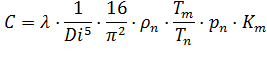 C = λ · 1/Di⁵ · 16/π² · ρₙ · Tₘ/Tₙ · pₙ · Kₘ